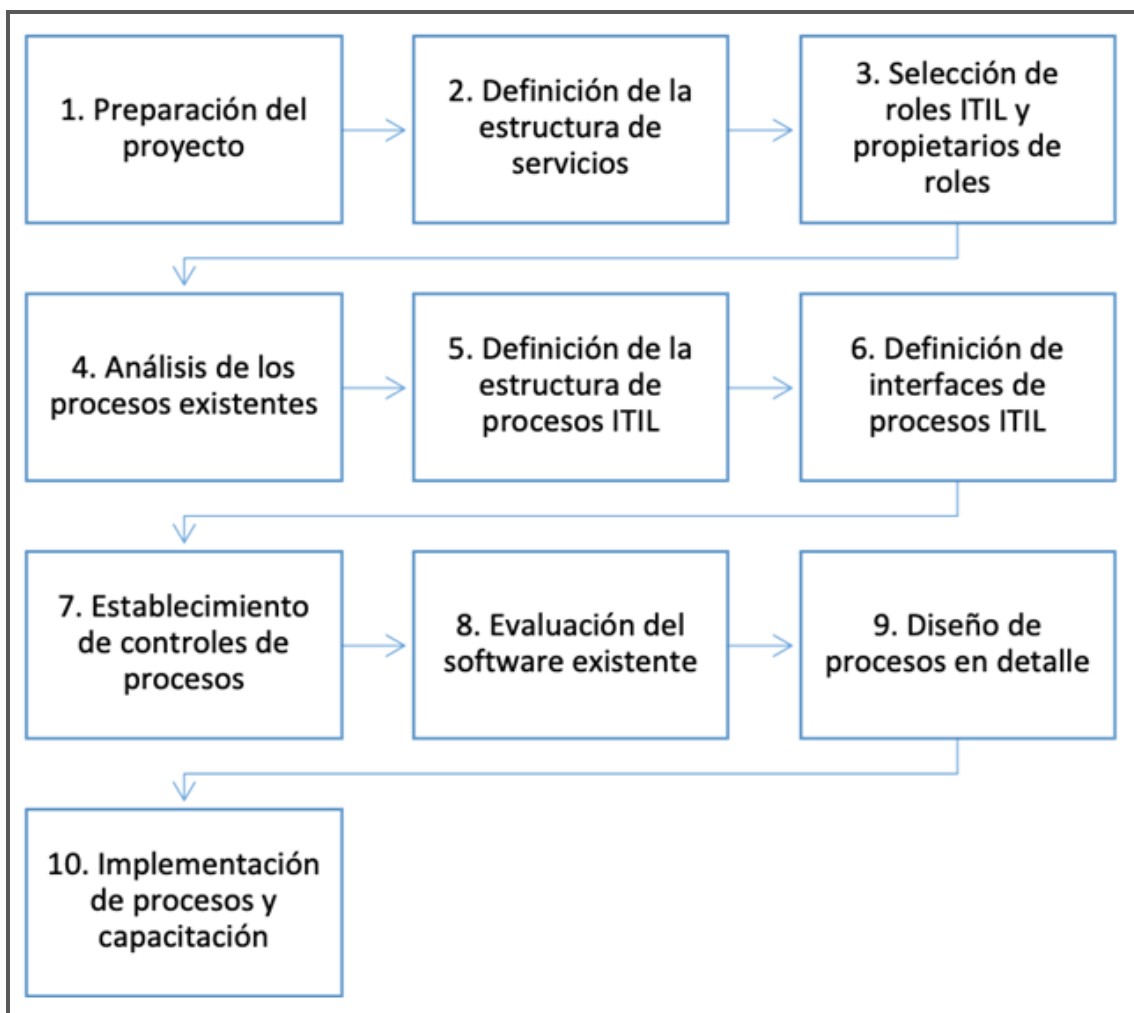 1. Preparación del
proyecto
2. Definición de la
estructura de
servicios
3. Selección de
roles ITIL y
propietarios de
roles
4. Análisis de los
procesos existentes
5. Definición de la
estructura de
procesos ITIL
6. Definición de
interfaces de
procesos ITIL
7. Establecimiento
de controles de
procesos
8. Evaluación del
software existente
9. Diseño de
procesos en detalle
10. Implementación
de procesos y
capacitación